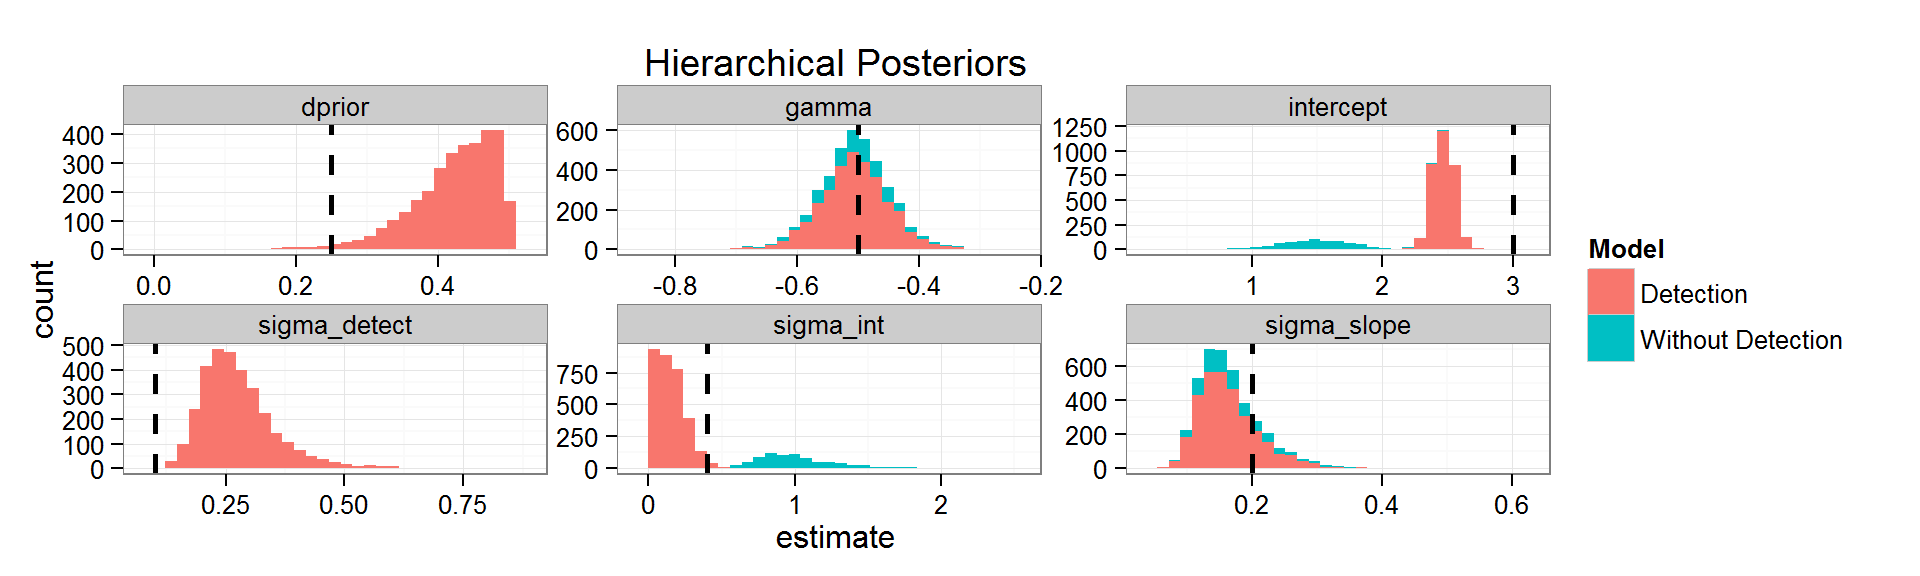 Hierarchical Posteriors
dprior
gamma
intercept
400
300
200
100
0
0.0 0.2 0.4
600
400
200
0
-0.8 -0.6 -0.4 -0.2
1250
1000
750
500
250
0
1 2 3
count
sigma_detect
sigma_int
sigma_slope
500
400
300
200
100
0
0.25 0.50 0.75
750
500
250
0
0 1 2
600
400
200
0
0.2 0.4 0.6
estimate
Model
Detection
Without Detection